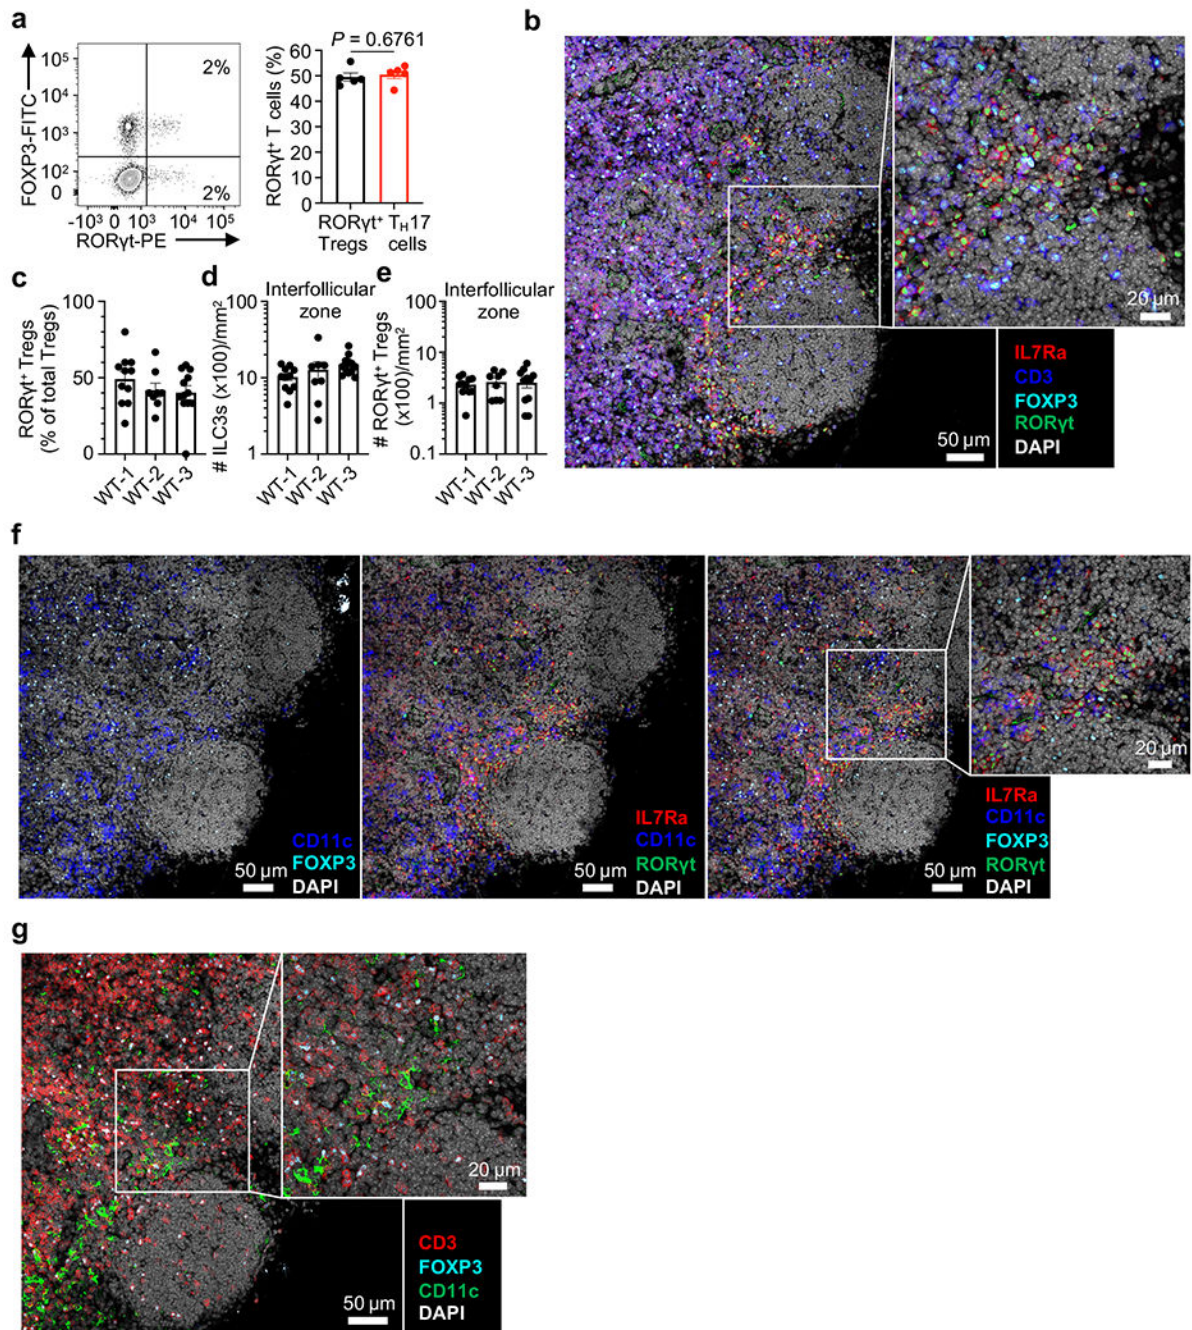 a
FOXP3-FITC
10⁵
10⁴
10³
10²
0
2%
2%
-10³ 0 10³ 10⁴ 10⁵
RORγt-PE
P = 0.6761
RORγt⁺ T cells (%)
60
50
40
30
20
10
0
RORγt⁺ Tregs
T_H17 cells
b
20 µm
50 µm
IL7Ra
CD3
FOXP3
RORγt
DAPI
c
RORγt⁺ Tregs
(% of total Tregs)
100
50
0
WT-1
WT-2
WT-3
d
Interfollicular
zone
# ILC3s (x100)/mm²
100
10
1
WT-1
WT-2
WT-3
e
Interfollicular
zone
# RORγt⁺ Tregs
(x100)/mm²
100
10
1
0.1
WT-1
WT-2
WT-3
f
CD11c
FOXP3
50 µm DAPI
IL7Ra
CD11c
RORγt
50 µm DAPI
20 µm
IL7Ra
CD11c
FOXP3
RORγt
50 µm DAPI
g
20 µm
50 µm
CD3
FOXP3
CD11c
DAPI